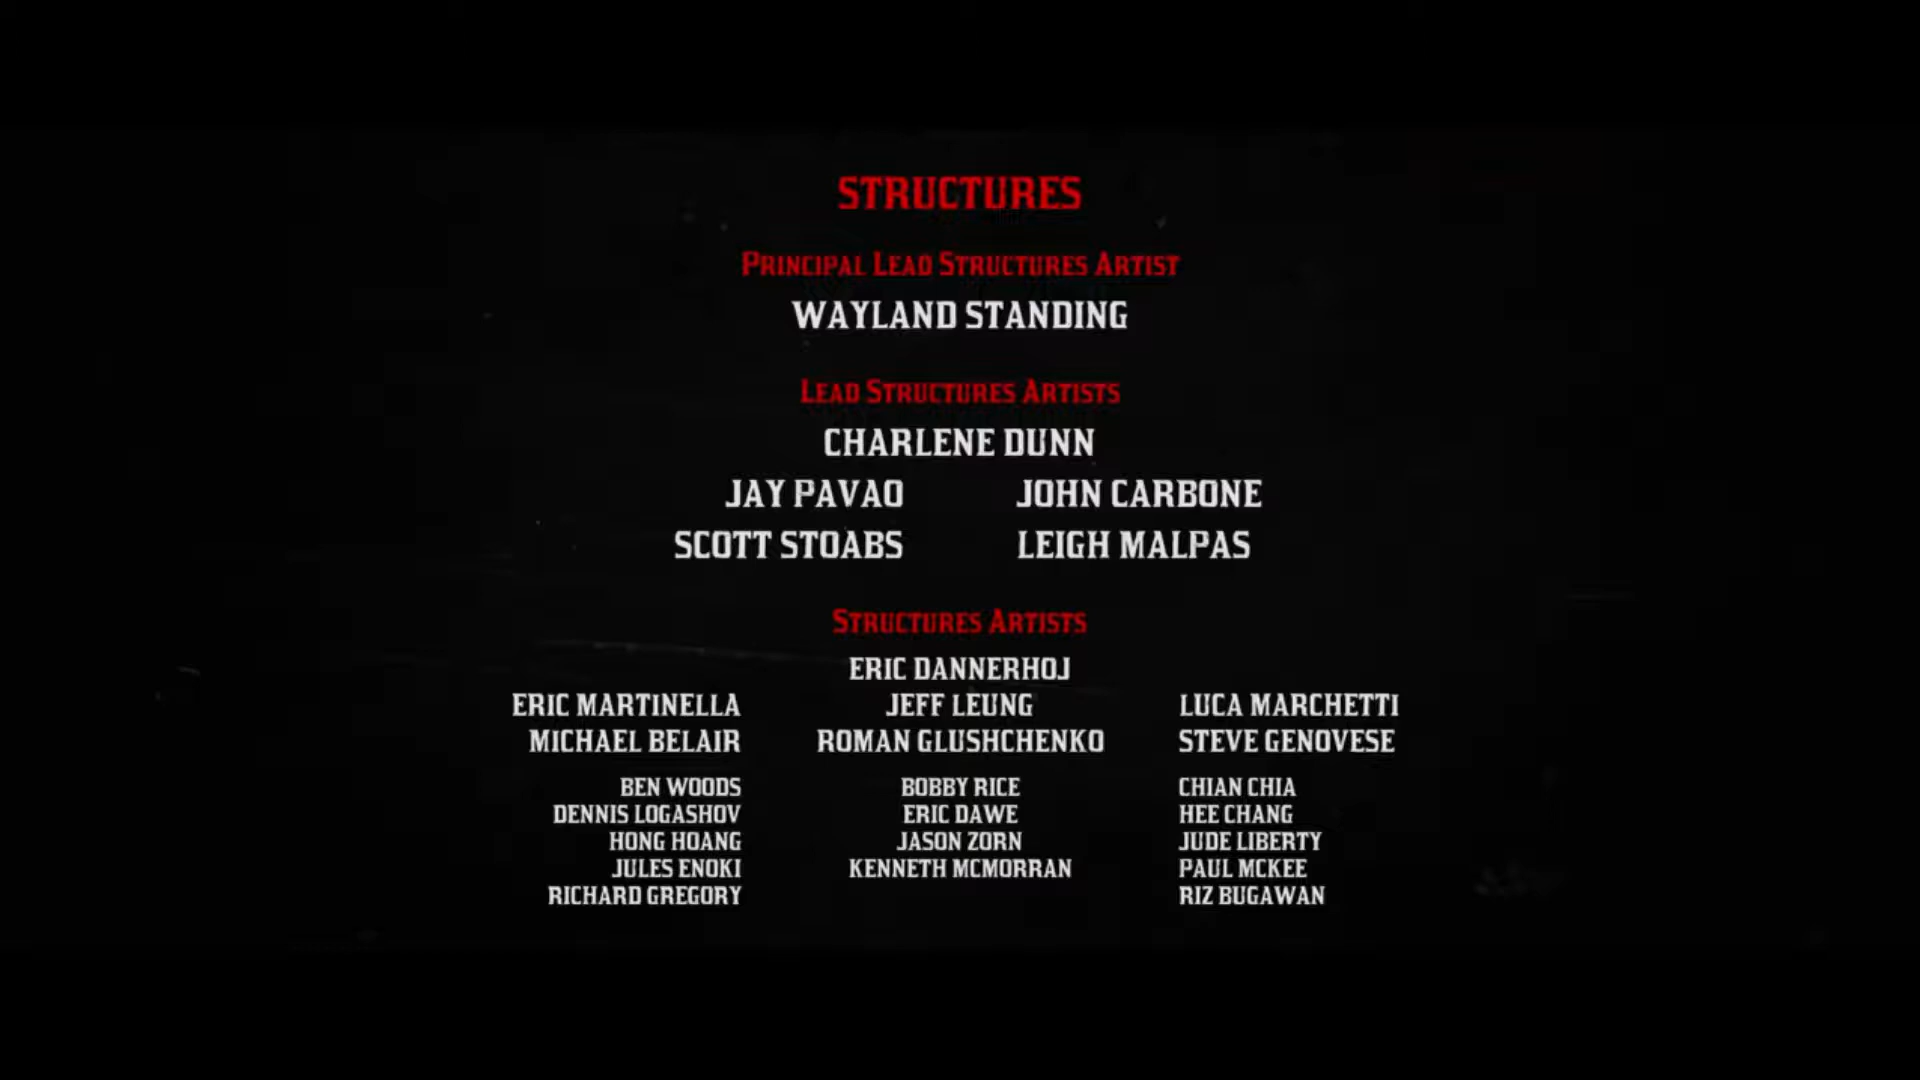 STRUCTURES
PRINCIPAL LEAD STRUCTURES ARTIST
WAYLAND STANDING
LEAD STRUCTURES ARTISTS
CHARLENE DUNN
JAY PAVAO JOHN CARBONE
SCOTT STOABS LEIGH MALPAS
STRUCTURES ARTISTS
ERIC DANNERHOJ
ERIC MARTINELLA JEFF LEUNG LUCA MARCHETTI
MICHAEL BELAIR ROMAN GLUSHCHENKO STEVE GENOVESE
BEN WOODS BOBBY RICE CHIAN CHIA
DENNIS LOGASHOV ERIC DAWE HEE CHANG
HONG HOANG JASON ZORN JUDE LIBERTY
JULES ENOKI KENNETH MCMORRAN PAUL MCKEE
RICHARD GREGORY RIZ BUGAWAN